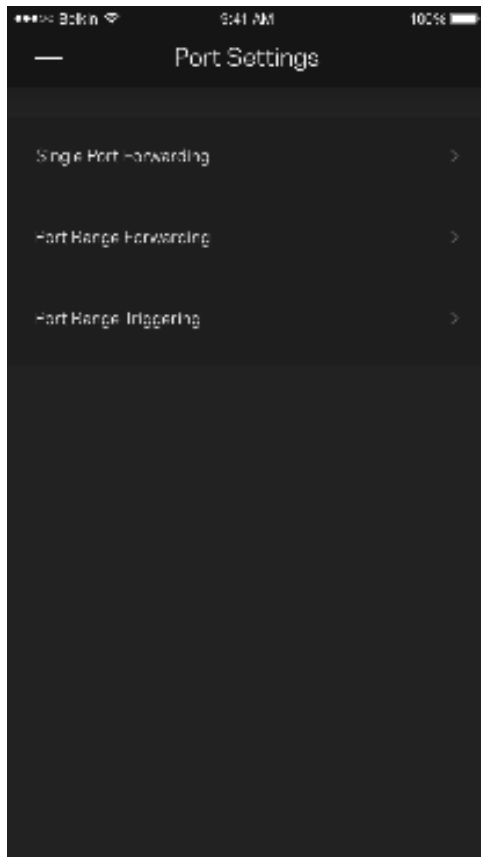 Belkin 9:41 AM 100%
Port Settings
Single Port Forwarding
Port Range Forwarding
Port Range Triggering